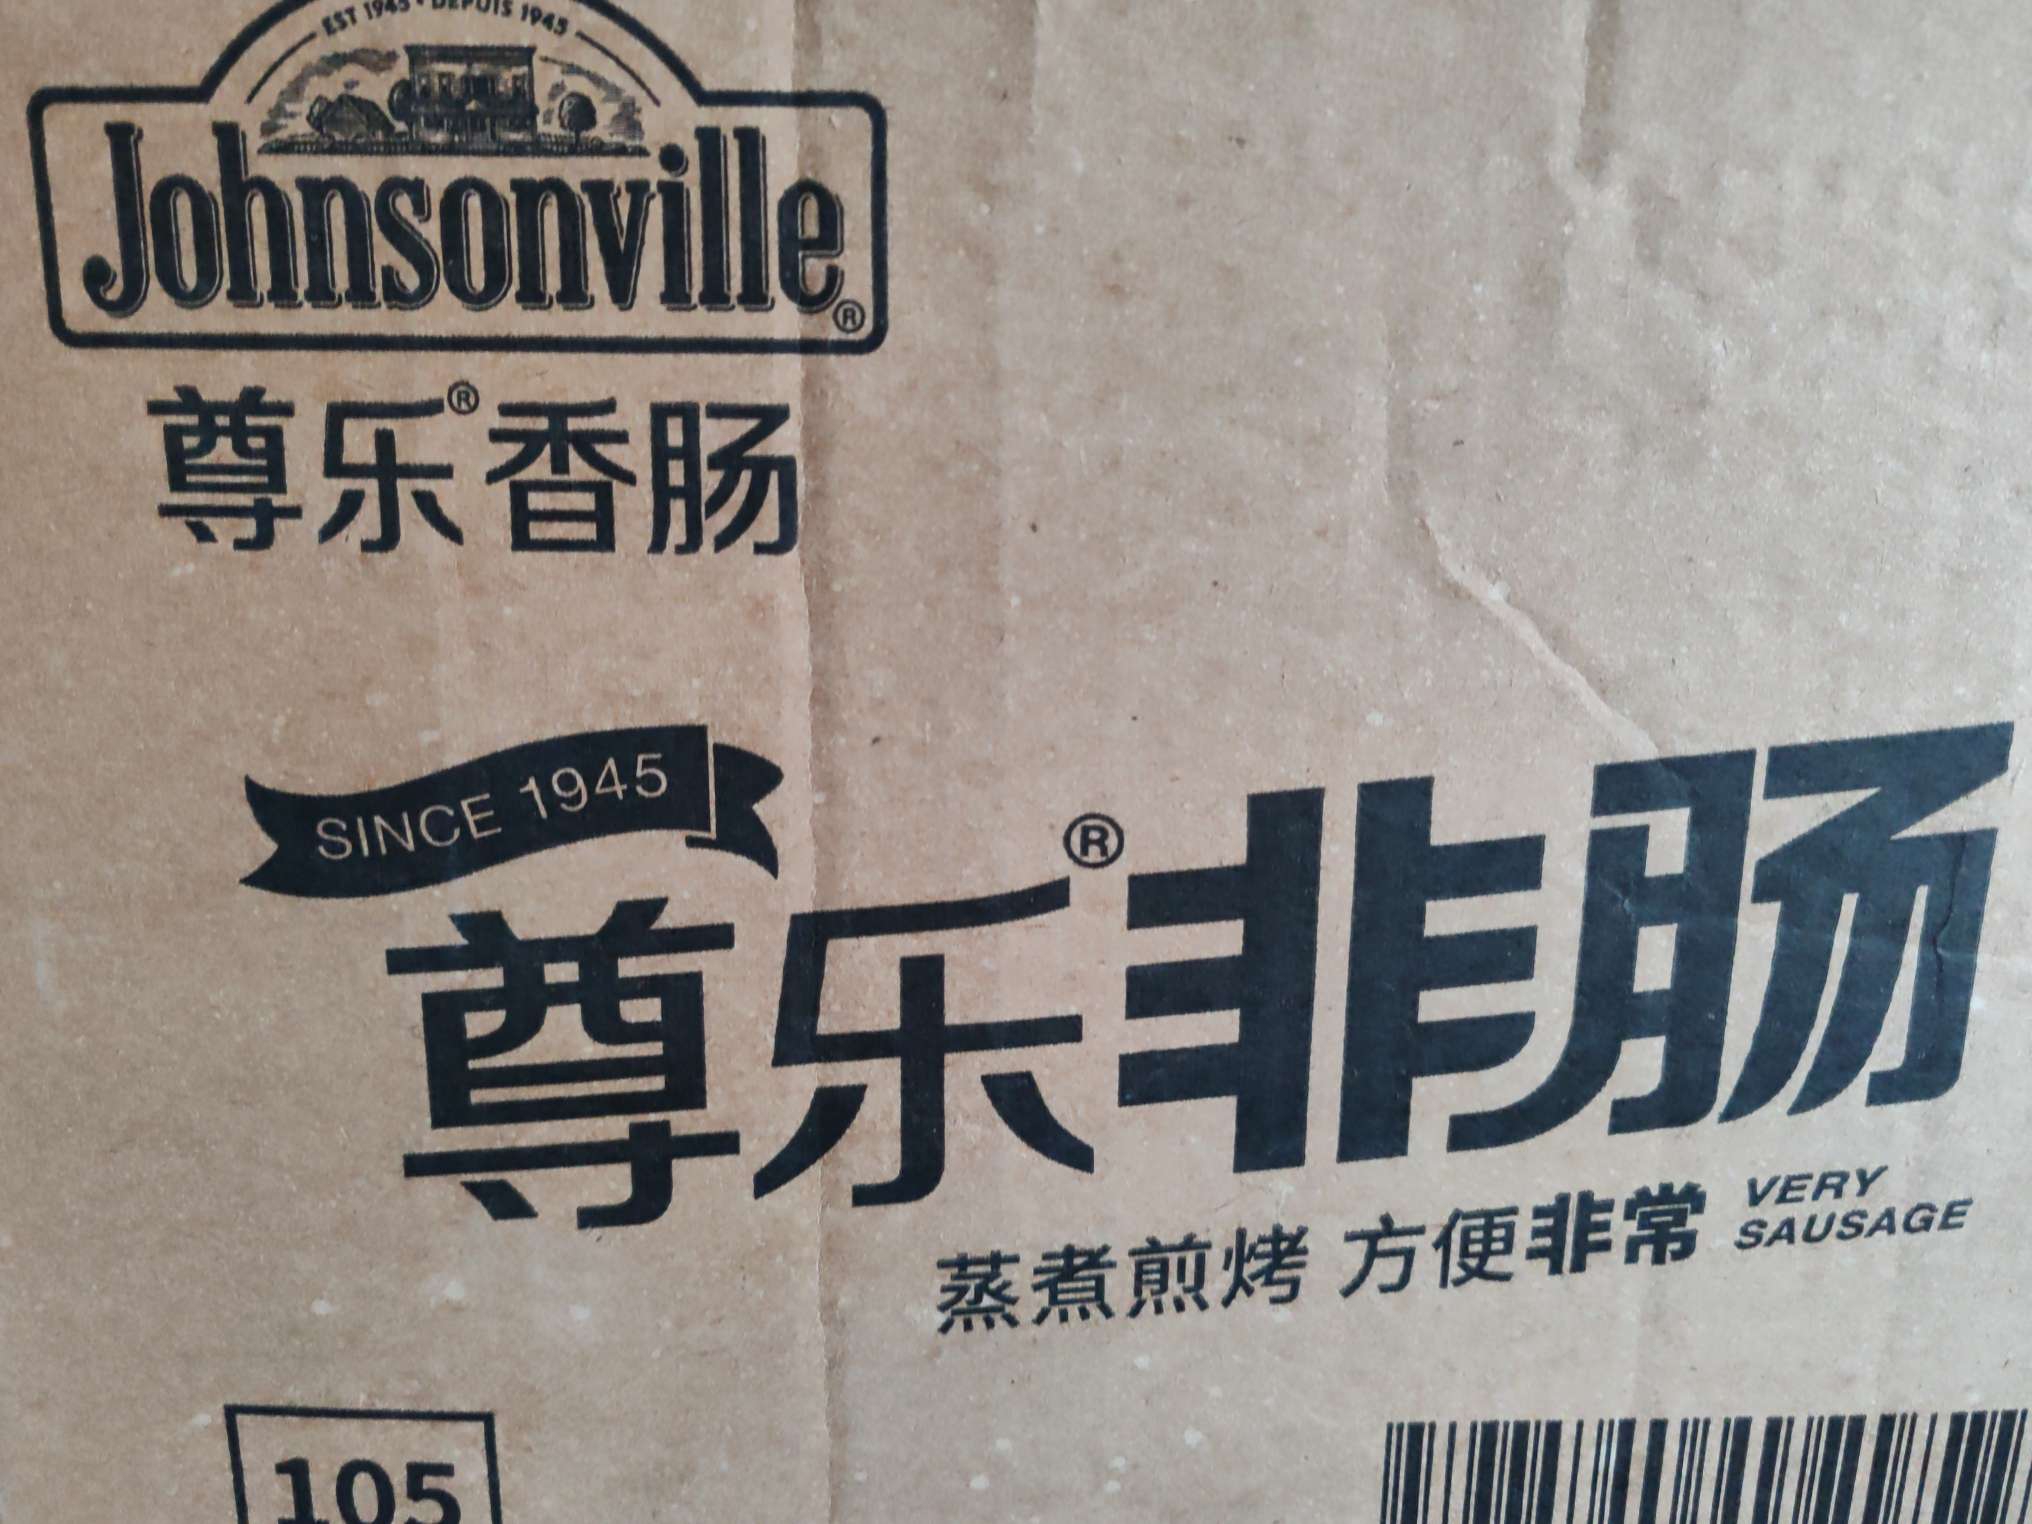 EST 1945 • DEPUIS 1945
Johnsonville®
尊乐®香肠
SINCE 1945
尊乐®非肠
蒸煮煎烤 方便非常 VERY SAUSAGE
105